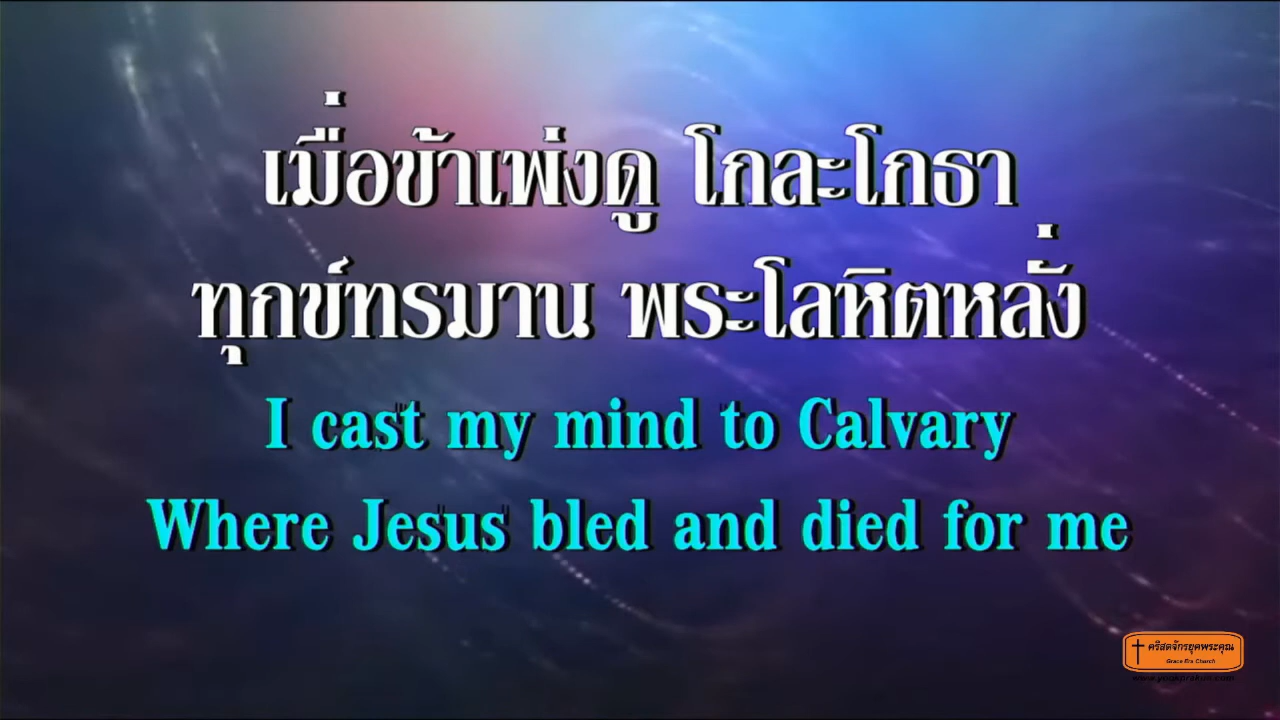 เมื่อข้าเพ่งดู โกละโกธา
ทุกข์ทรมาน พระโลหิตหลั่ง
I cast my mind to Calvary
Where Jesus bled and died for me
คริสตจักรยุคพระคุณ
Grace Era Church